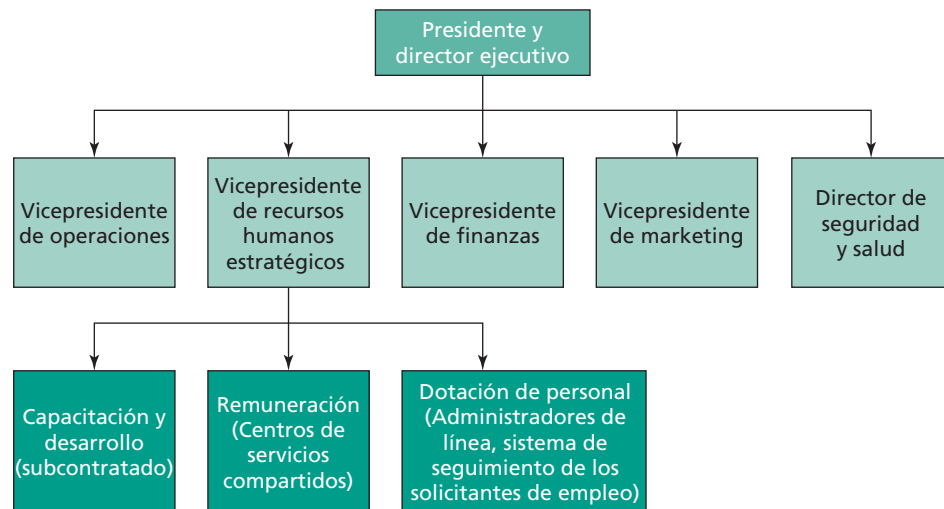 Presidente y
director ejecutivo
Vicepresidente
de operaciones
Vicepresidente
de recursos
humanos
estratégicos
Vicepresidente
de finanzas
Vicepresidente
de marketing
Director de
seguridad
y salud
Capacitación y
desarrollo
(subcontratado)
Remuneración
(Centros de
servicios
compartidos)
Dotación de personal
(Administradores de
línea, sistema de
seguimiento de los
solicitantes de empleo)